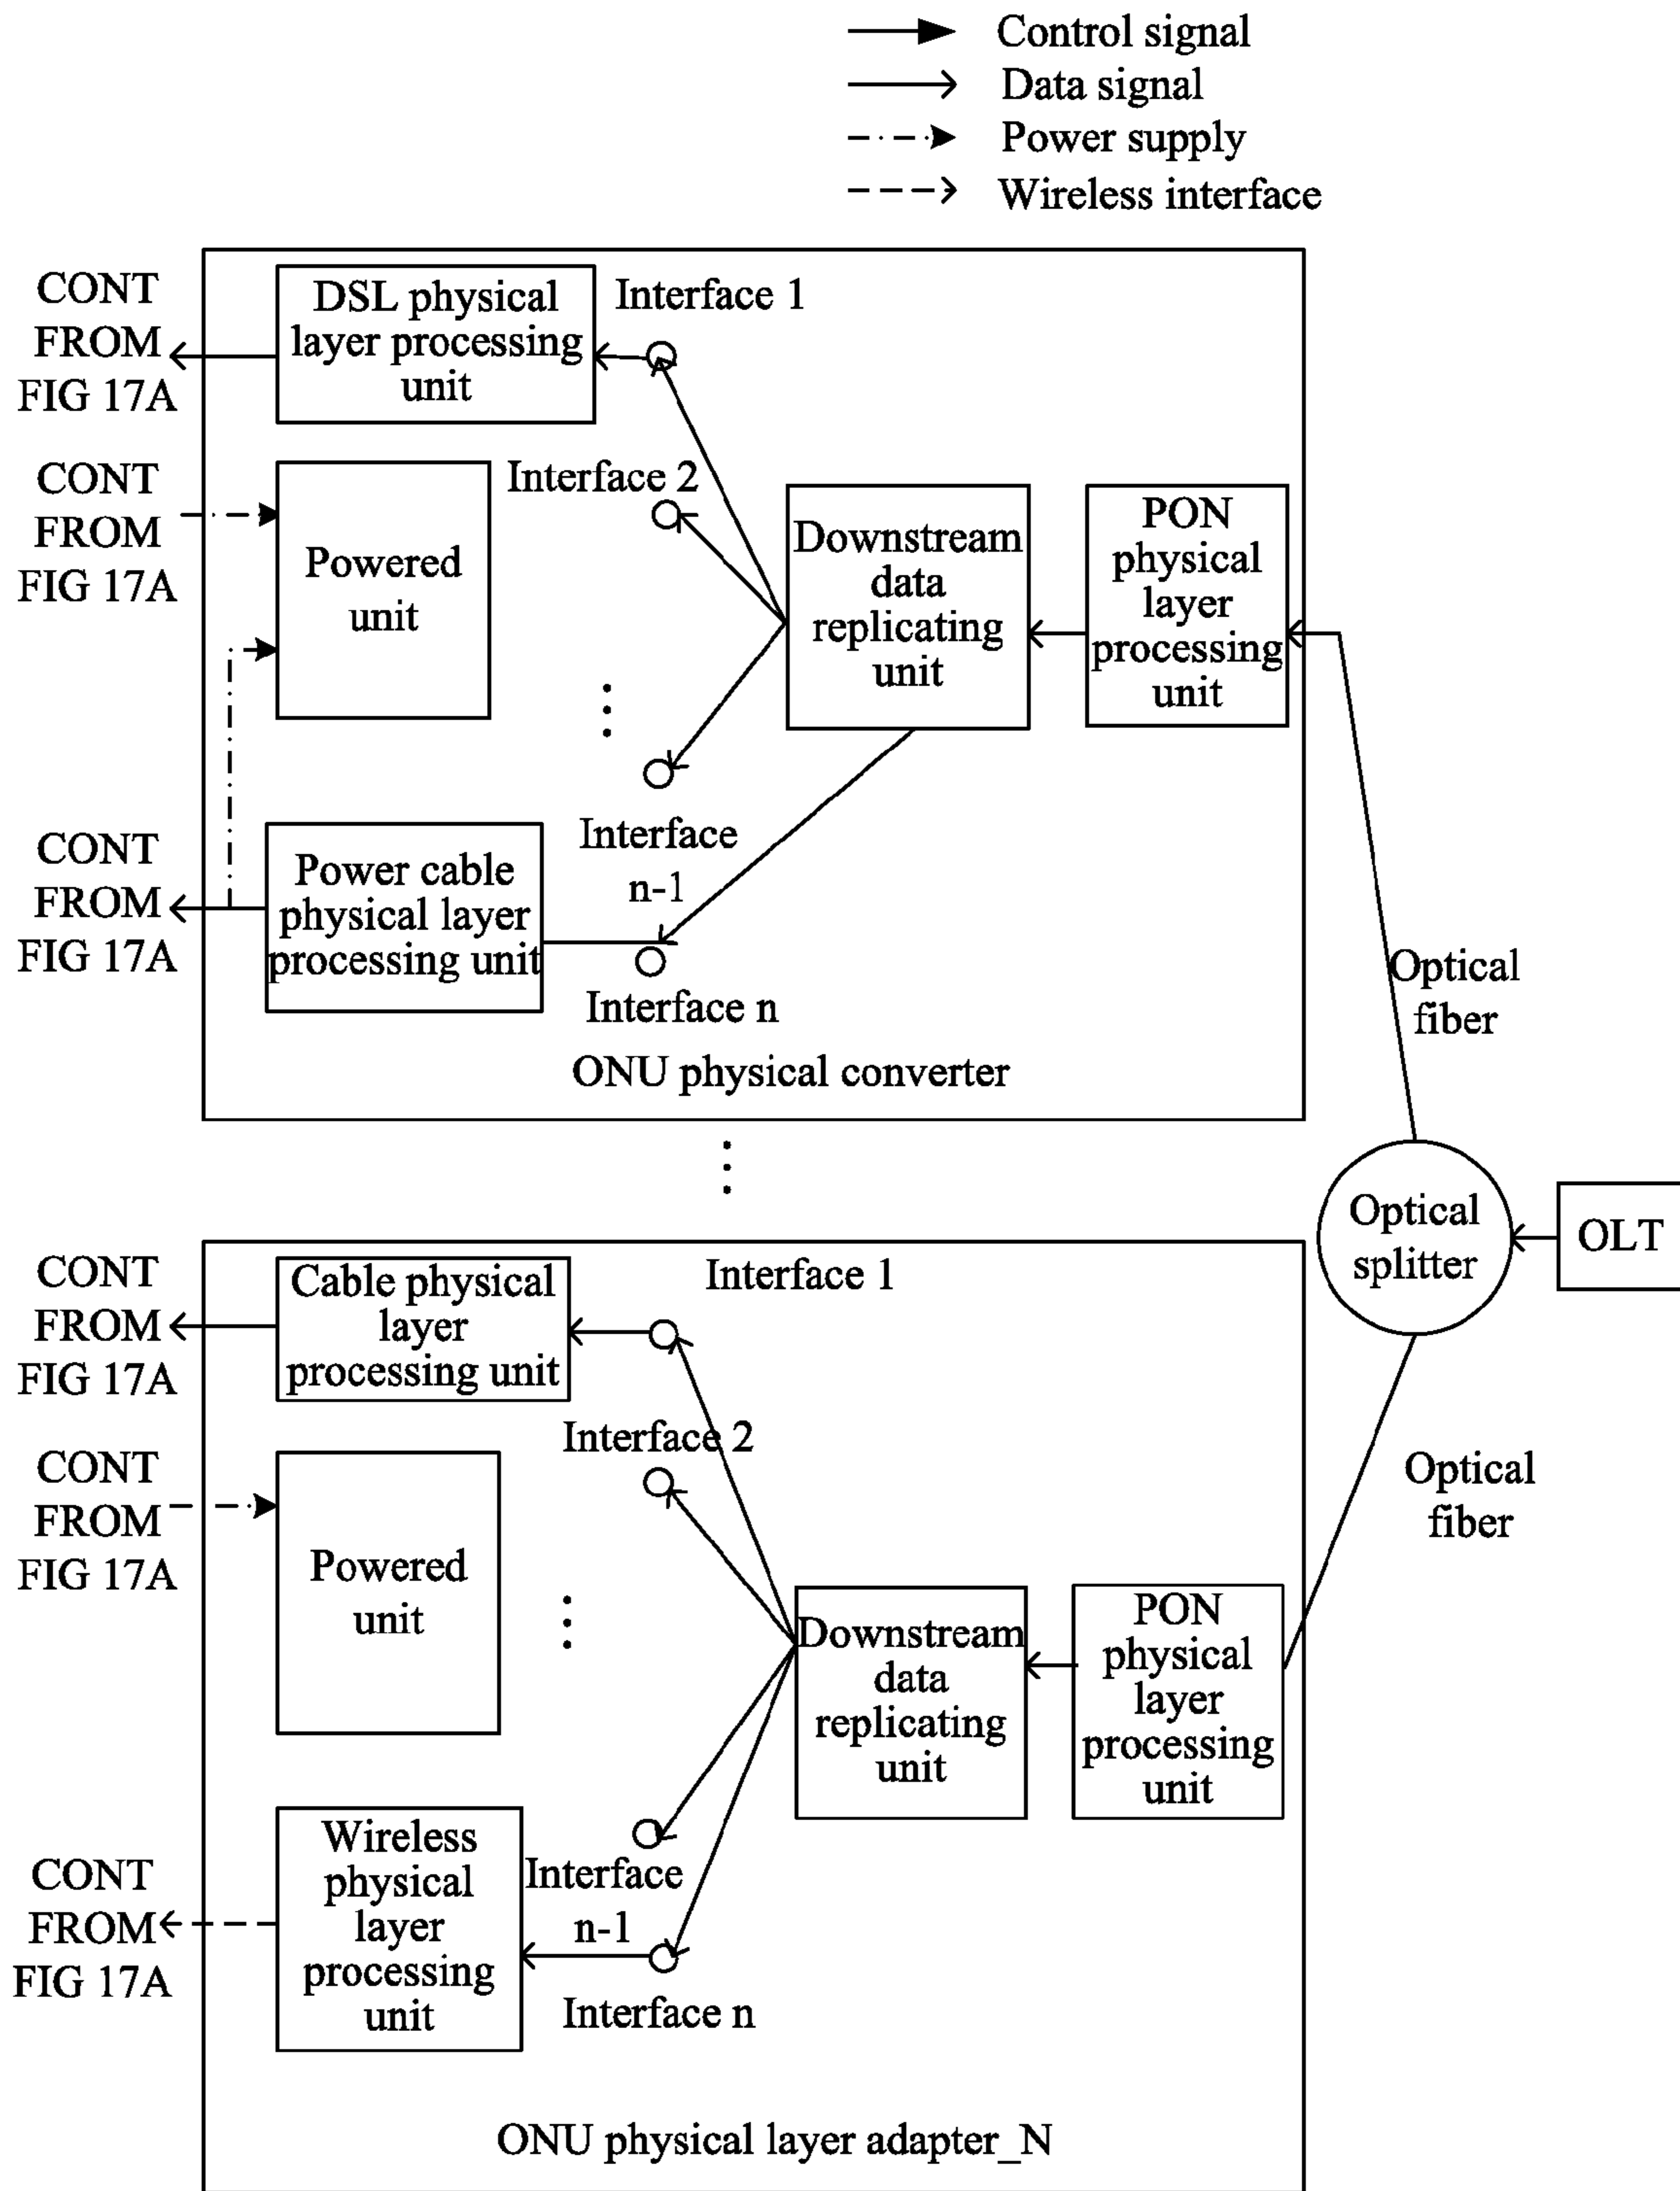 Control signal
Data signal
Power supply
Wireless interface
CONT
FROM
FIG 17A
DSL physical
layer processing
unit
Interface 1
CONT
FROM
FIG 17A
Powered
unit
Interface 2
Downstream
data
replicating
unit
PON
physical
layer
processing
unit
Interface
n-1
CONT
FROM
FIG 17A
Power cable
physical layer
processing unit
Interface n
ONU physical converter
Optical
fiber
Optical
splitter
OLT
CONT
FROM
FIG 17A
Cable physical
layer
processing unit
Interface 1
CONT
FROM
FIG 17A
Powered
unit
Interface 2
Optical
fiber
Downstream
data
replicating
unit
PON
physical
layer
processing
unit
CONT
FROM
FIG 17A
Wireless
physical
layer
processing
unit
Interface
n-1
Interface n
ONU physical layer adapter_N